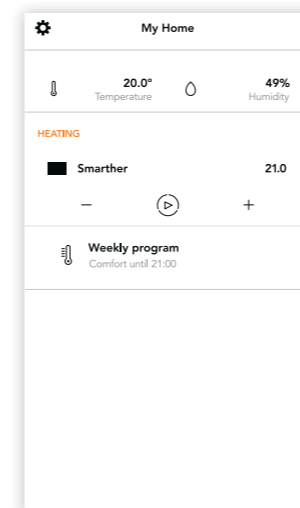 My Home
20.0° 49%
Temperature Humidity
HEATING
Smarther 21.0
Weekly program
Comfort until 21:00